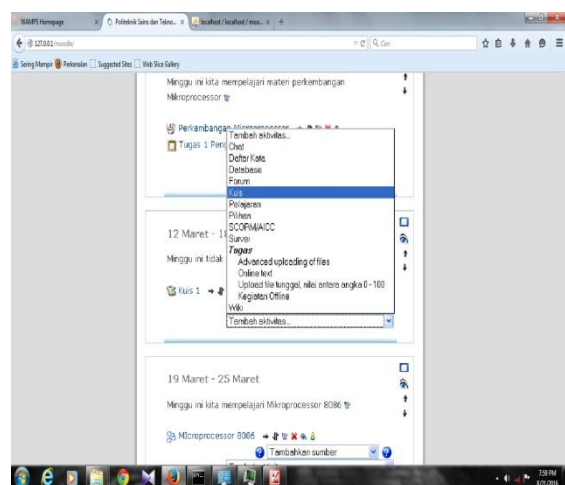 WAMP5 Homepage
Politeknik Sains dan Tekno...
localhost / localhost / moo...
127.0.0.1/moodle/
Cari
Sering Mampir Perkenalan Suggested Sites Web Slice Gallery
Minggu ini kita mempelajari materi perkembangan
Mikroprocessor
Perkembangan
Tugas 1
Tambah aktivitas...
Chat
Daftar Kata
Database
Forum
Kuis
Pelajaran
Pilihan
SCORM/AICC
Survei
Tugas
Advanced uploading of files
Online text
Upload file tunggal, nilai antara angka 0 - 100
Kegiatan Offline
Wiki
Tambah aktivitas...
12 Maret -
Minggu ini tidak
Kuis 1
19 Maret - 25 Maret
Minggu ini kita mempelajari Mikroprocessor 8086
Microprocessor 8086
Tambahkan sumber
7:59 PM